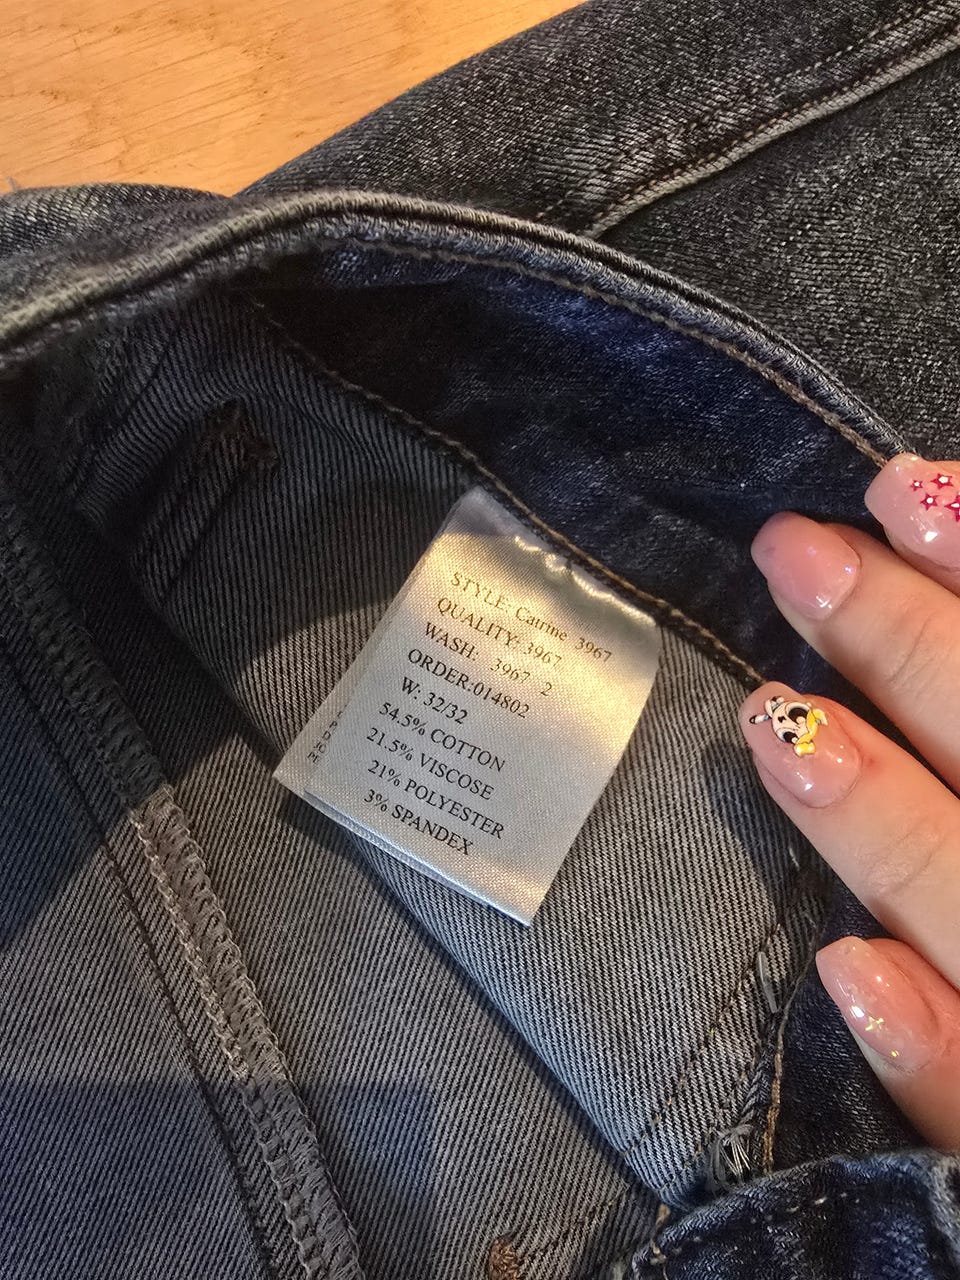 STYLE: Catrine 3967
QUALITY: 3967
WASH: 3967 2
ORDER:014802
W: 32/32
54.5% COTTON
21.5% VISCOSE
21% POLYESTER
3% SPANDEX